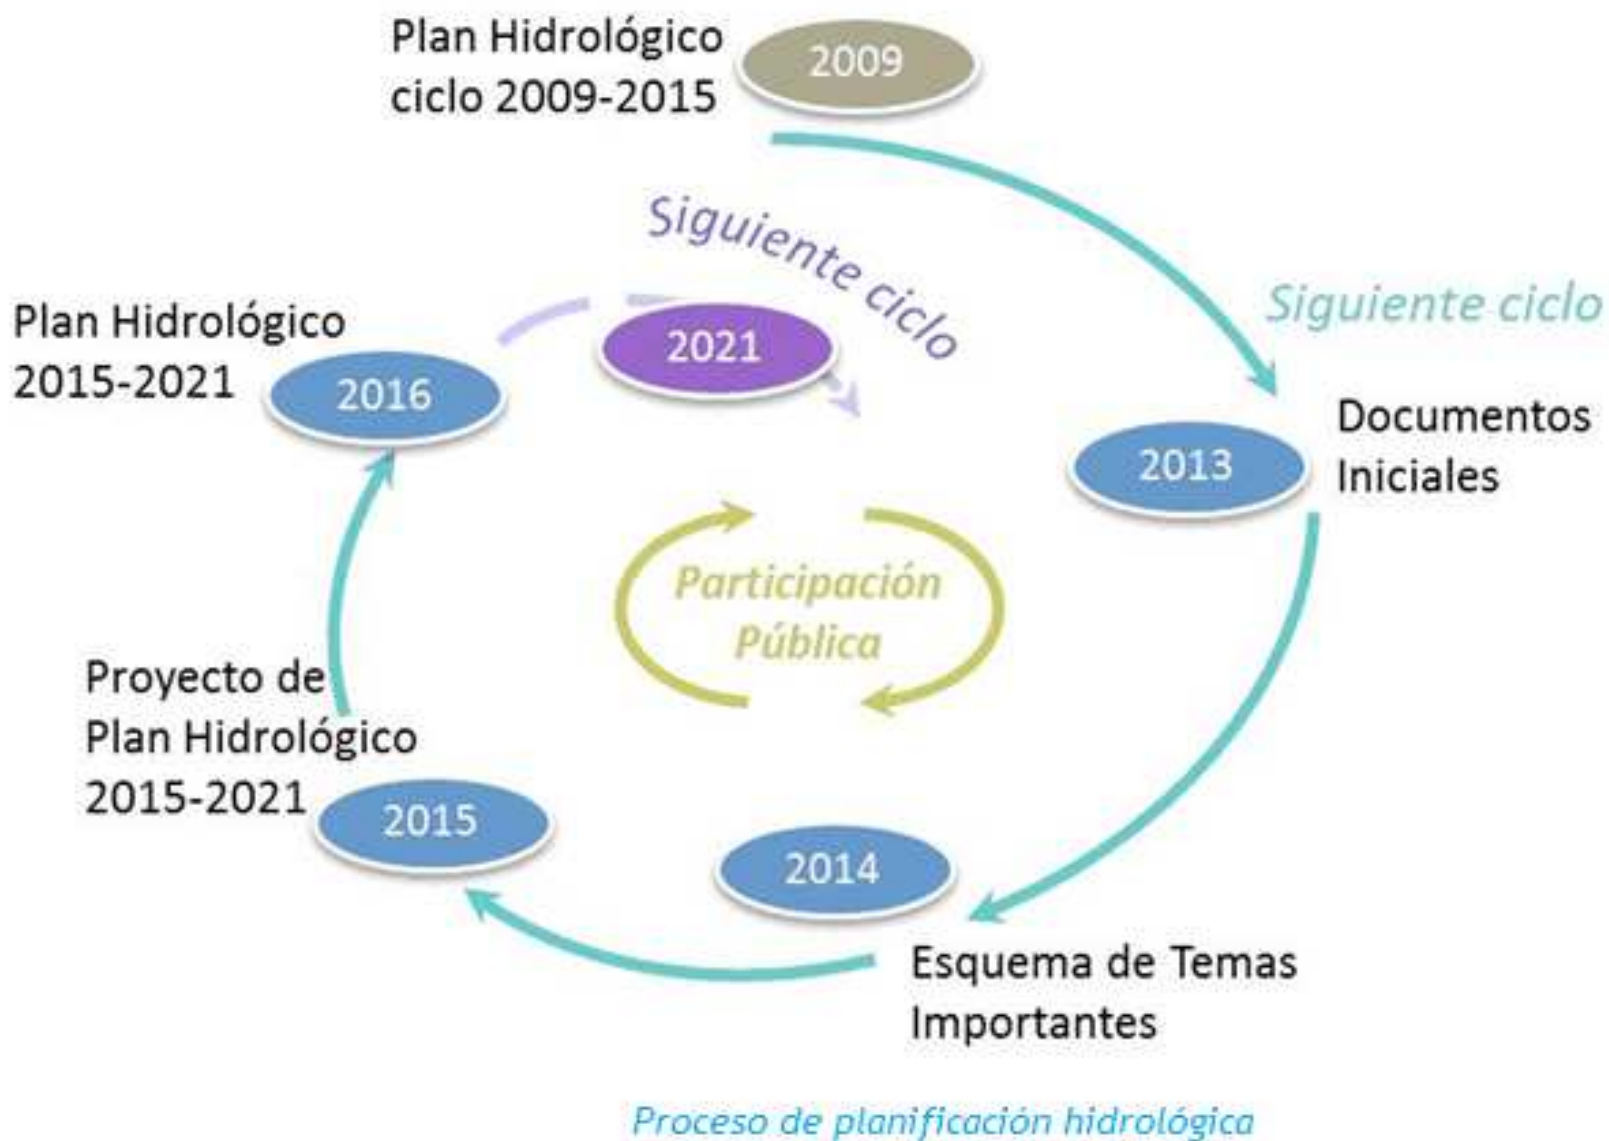 Plan Hidrológico
ciclo 2009-2015
2009
Siguiente ciclo
Siguiente ciclo
Plan Hidrológico
2015-2021
2016
2021
2013
Documentos
Iniciales
Participación
Pública
Proyecto de
Plan Hidrológico
2015-2021
2015
2014
Esquema de Temas
Importantes
Proceso de planificación hidrológica